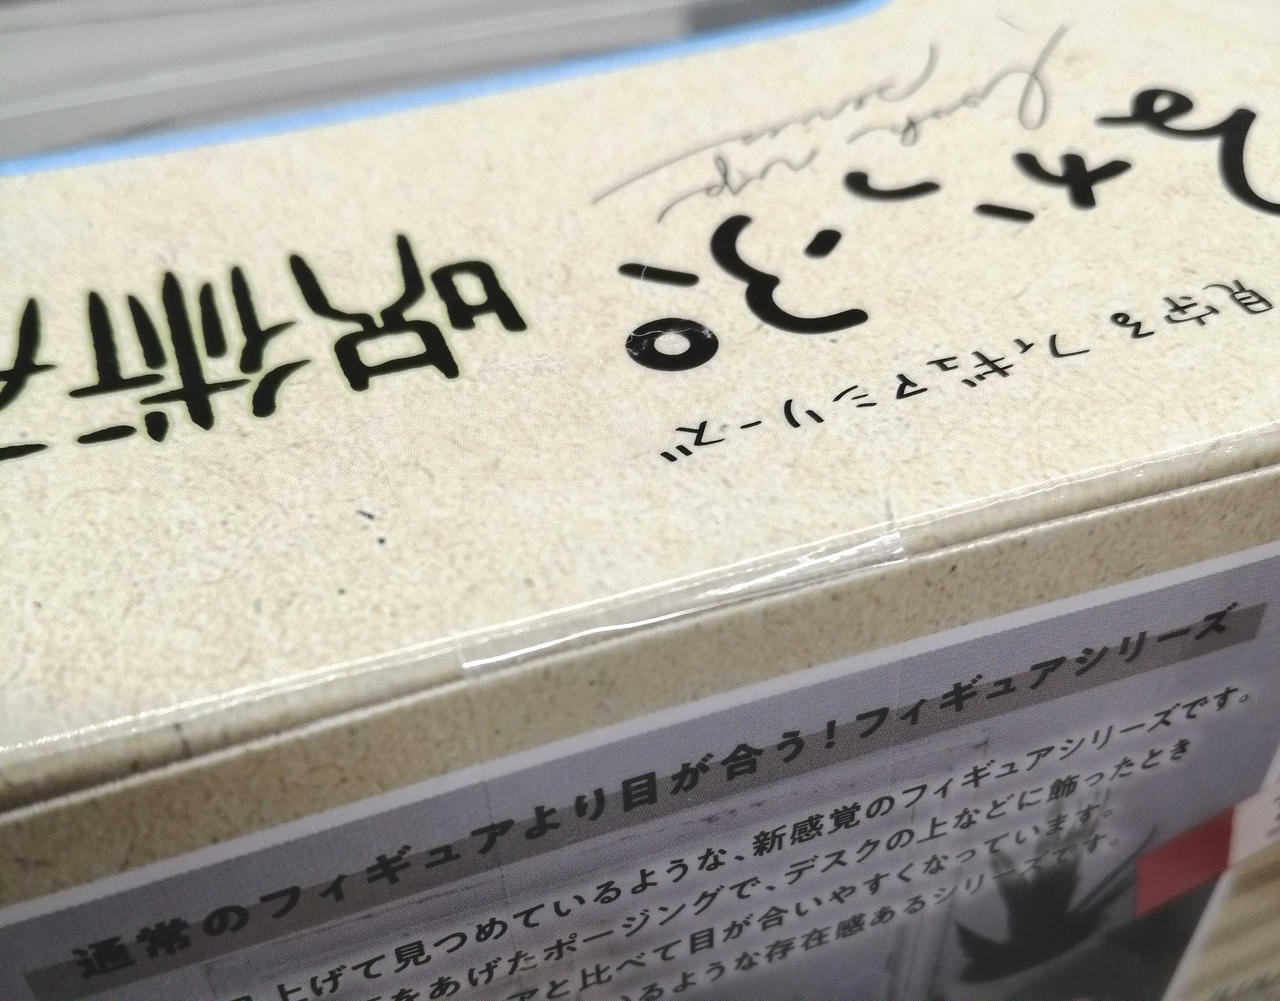 るかっぷ。
Look up series
見守るフィギュアシリーズ
呪術
通常のフィギュアより目が合う!フィギュアシリーズ
上げて見つめているような、新感覚のフィギュアシリーズです。
をあげたポージングで、デスクの上などに飾ったとき
アと比べて目が合いやすくなっています。
いるような存在感あるシリーズです。